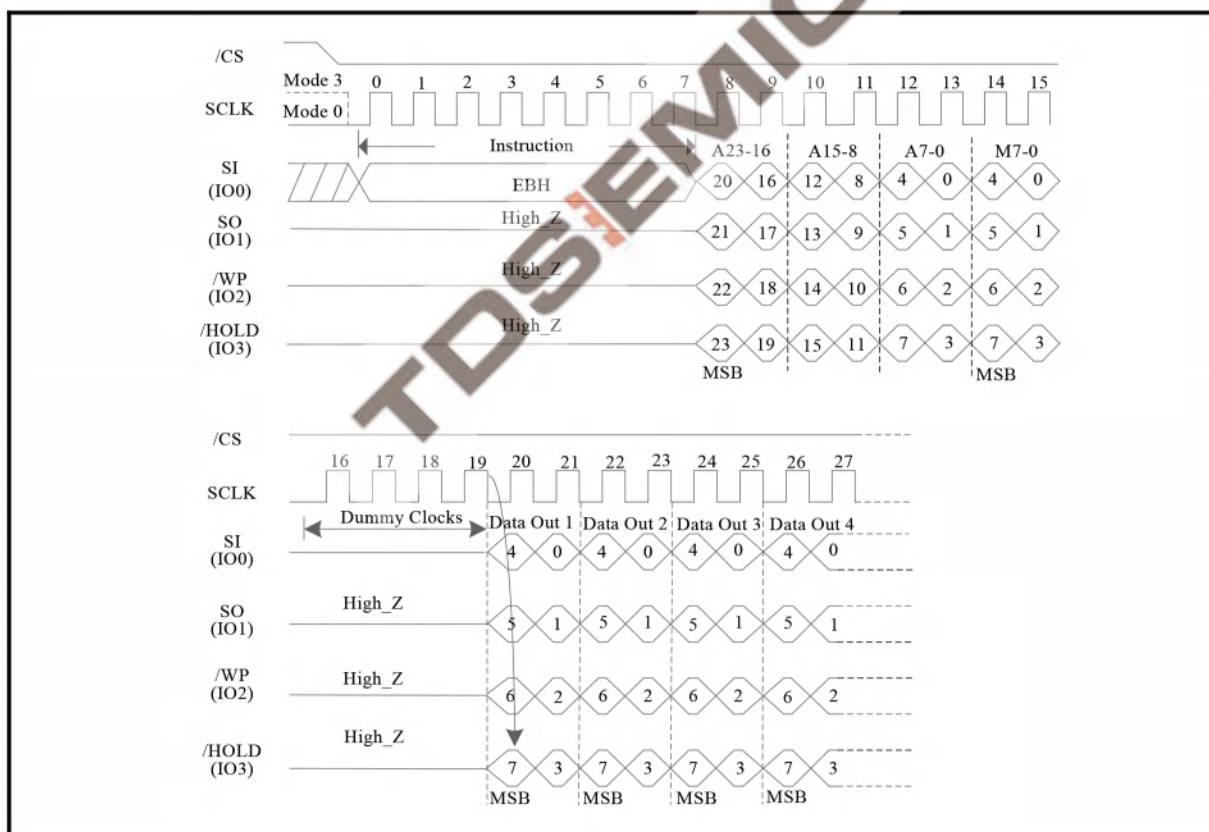 /CS
Mode 3 0 1 2 3 4 5 6 7 8 9 10 11 12 13 14 15
SCLK Mode 0
Instruction A23-16 A15-8 A7-0 M7-0
SI
(IO0) EBH 20 16 12 8 4 0 4 0
SO
(IO1) High_Z 21 17 13 9 5 1 5 1
/WP
(IO2) High_Z 22 18 14 10 6 2 6 2
/HOLD
(IO3) High_Z 23 19 15 11 7 3 7 3
MSB MSB
TDSEMIC
/CS
16 17 18 19 20 21 22 23 24 25 26 27
SCLK
Dummy Clocks Data Out 1 Data Out 2 Data Out 3 Data Out 4
SI
(IO0) 4 0 4 0 4 0 4 0
SO
(IO1) High_Z 5 1 5 1 5 1 5 1
/WP
(IO2) High_Z 6 2 6 2 6 2 6 2
/HOLD
(IO3) High_Z 7 3 7 3 7 3 7 3
MSB MSB MSB MSB